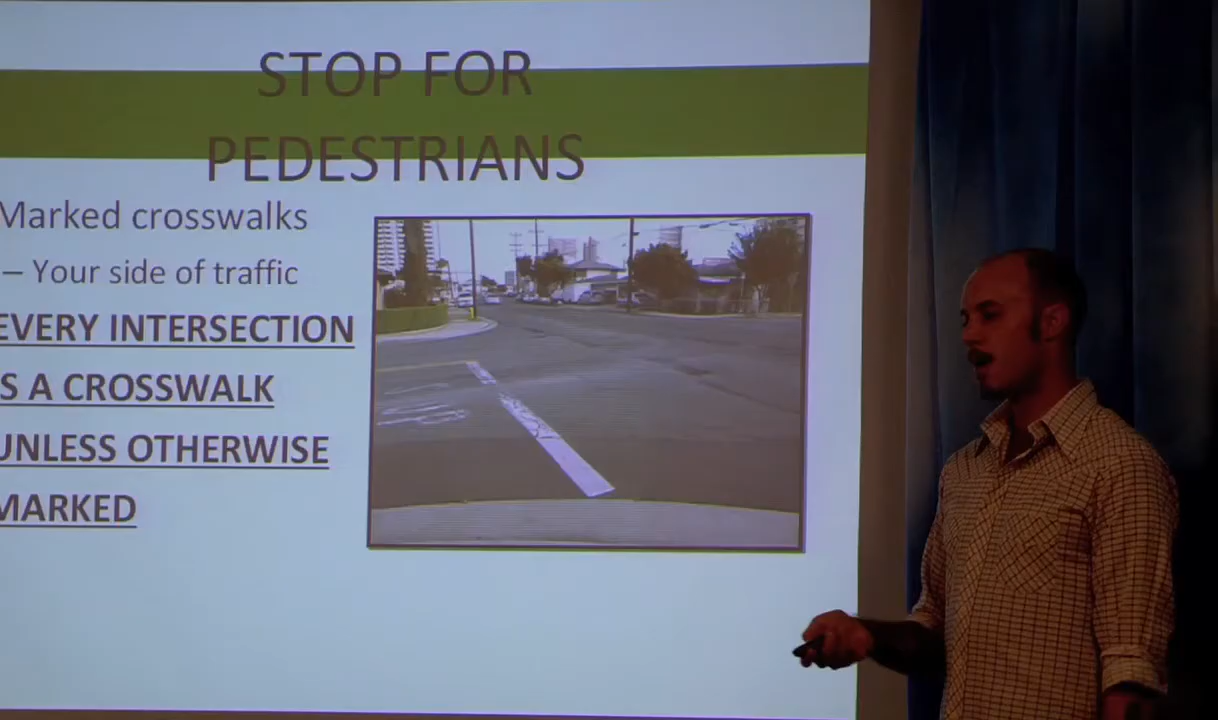 STOP FOR
PEDESTRIANS
Marked crosswalks
– Your side of traffic
EVERY INTERSECTION
S A CROSSWALK
UNLESS OTHERWISE
MARKED